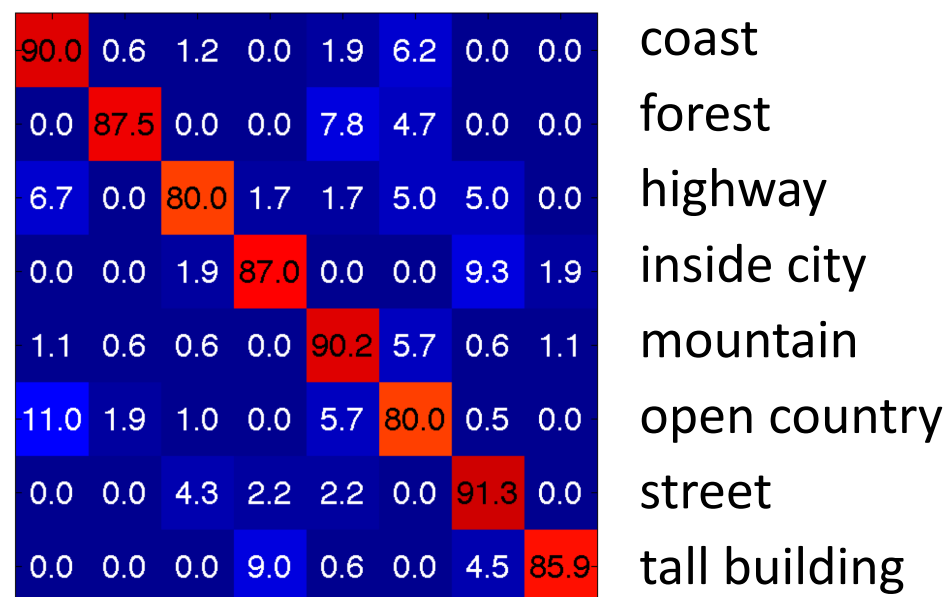 90.0 0.6 1.2 0.0 1.9 6.2 0.0 0.0 coast
0.0 87.5 0.0 0.0 7.8 4.7 0.0 0.0 forest
6.7 0.0 80.0 1.7 1.7 5.0 5.0 0.0 highway
0.0 0.0 1.9 87.0 0.0 0.0 9.3 1.9 inside city
1.1 0.6 0.6 0.0 90.2 5.7 0.6 1.1 mountain
11.0 1.9 1.0 0.0 5.7 80.0 0.5 0.0 open country
0.0 0.0 4.3 2.2 2.2 0.0 91.3 0.0 street
0.0 0.0 0.0 9.0 0.6 0.0 4.5 85.9 tall building